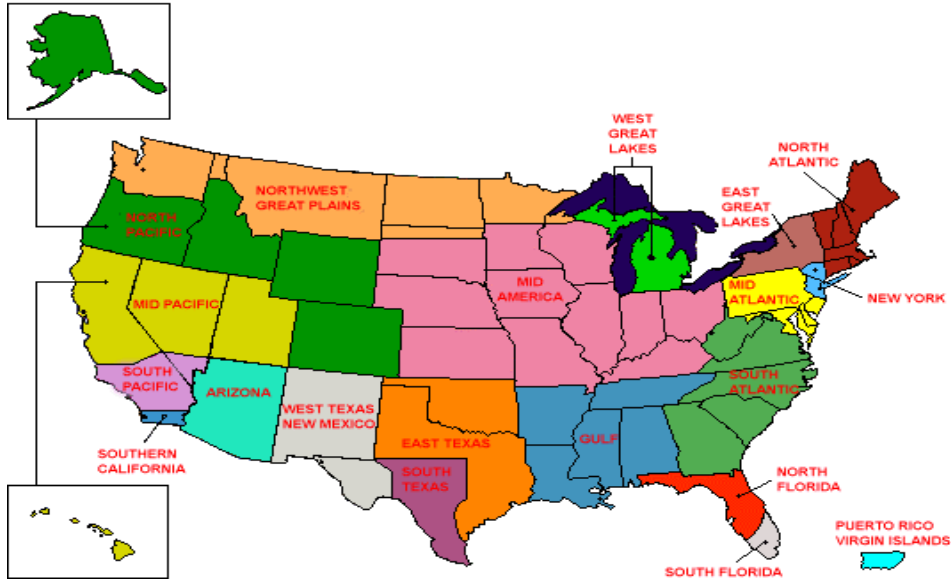 WEST
GREAT
LAKES
NORTH
ATLANTIC
EAST
GREAT
LAKES
NORTHWEST
GREAT PLAINS
NORTH
PACIFIC
MID PACIFIC
MID
AMERICA
MID
ATLANTIC
NEW YORK
SOUTH
PACIFIC
ARIZONA
WEST TEXAS
NEW MEXICO
EAST TEXAS
GULF
SOUTH
ATLANTIC
SOUTHERN
CALIFORNIA
SOUTH
TEXAS
NORTH
FLORIDA
PUERTO RICO
VIRGIN ISLANDS
SOUTH FLORIDA